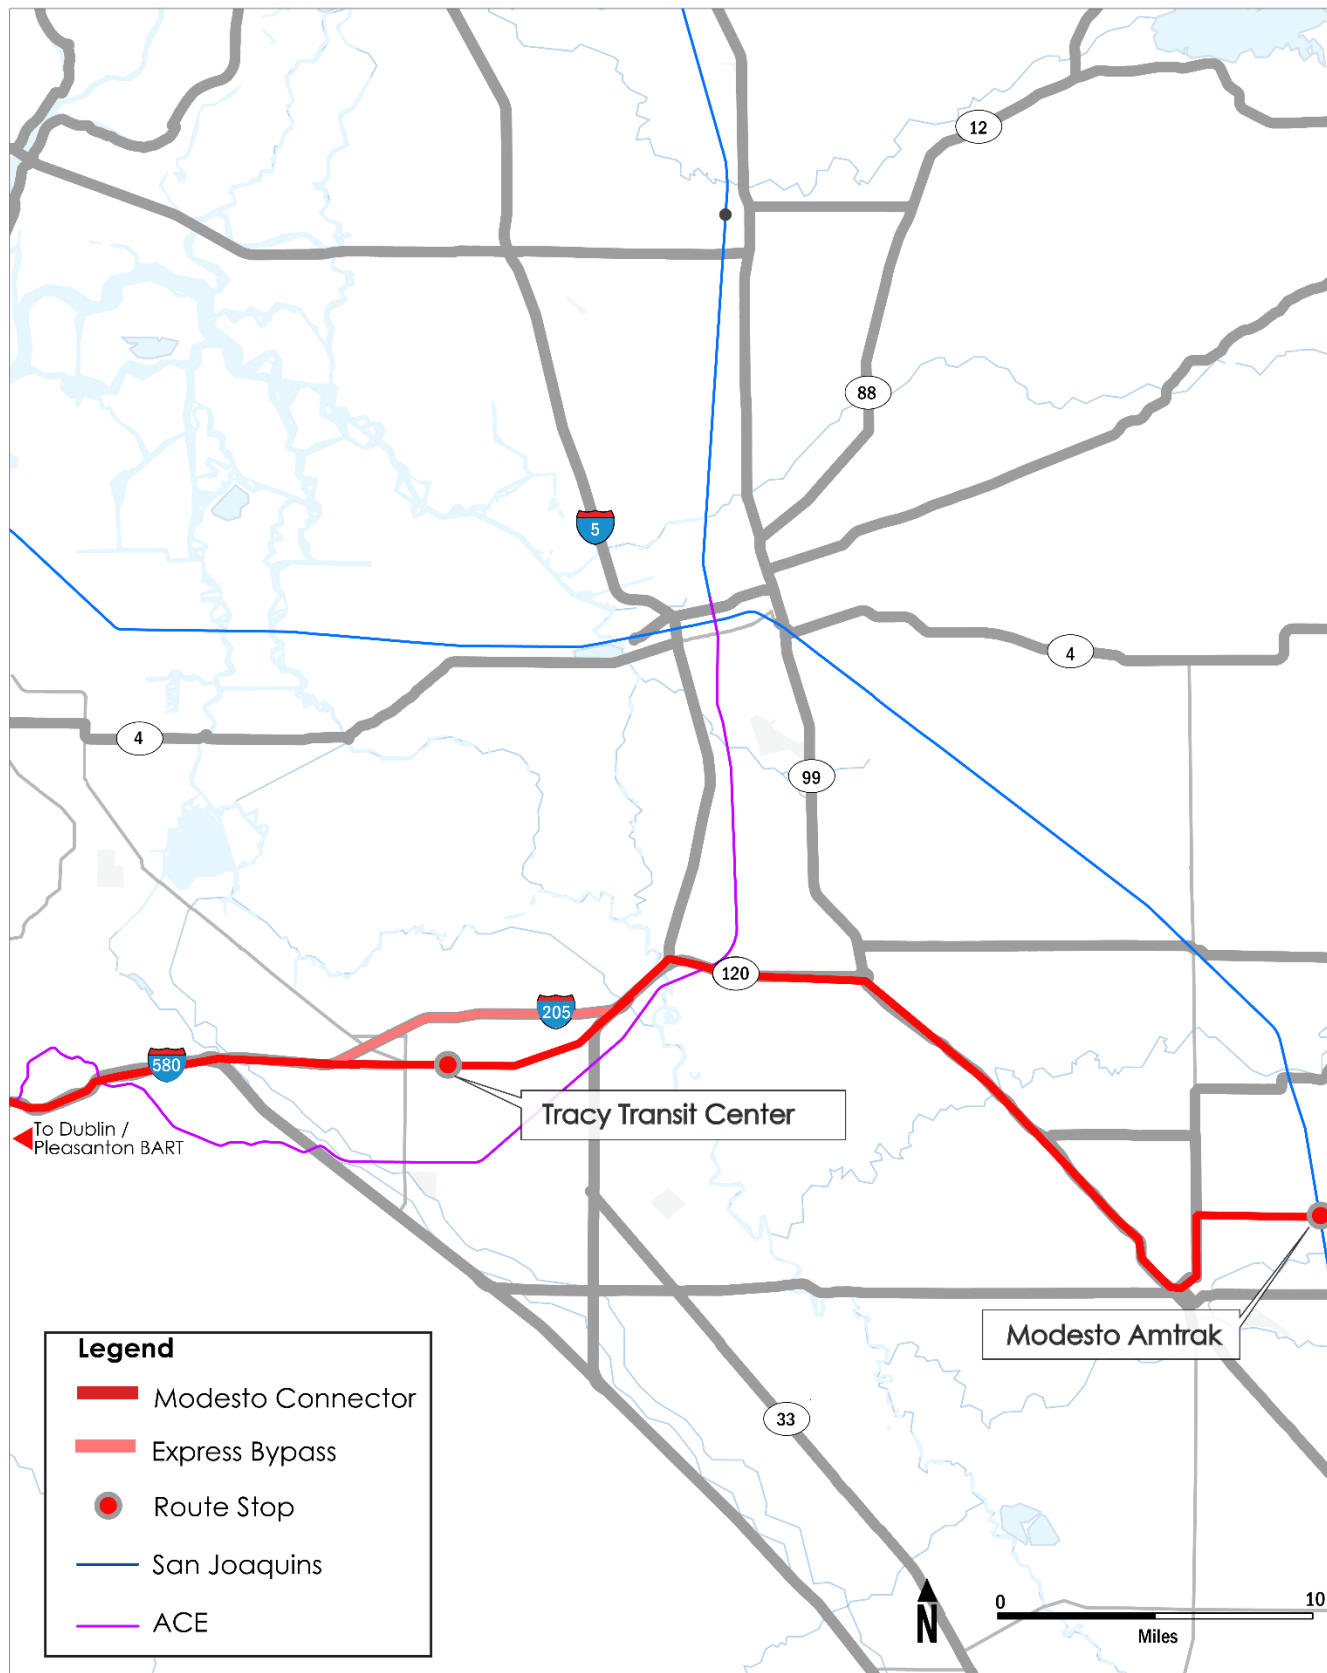 12
88
5
4
4
99
120
205
580
Tracy Transit Center
To Dublin /
Pleasanton BART
Modesto Amtrak
Legend
Modesto Connector
Express Bypass
Route Stop
San Joaquins
ACE
33
N
0 10
Miles